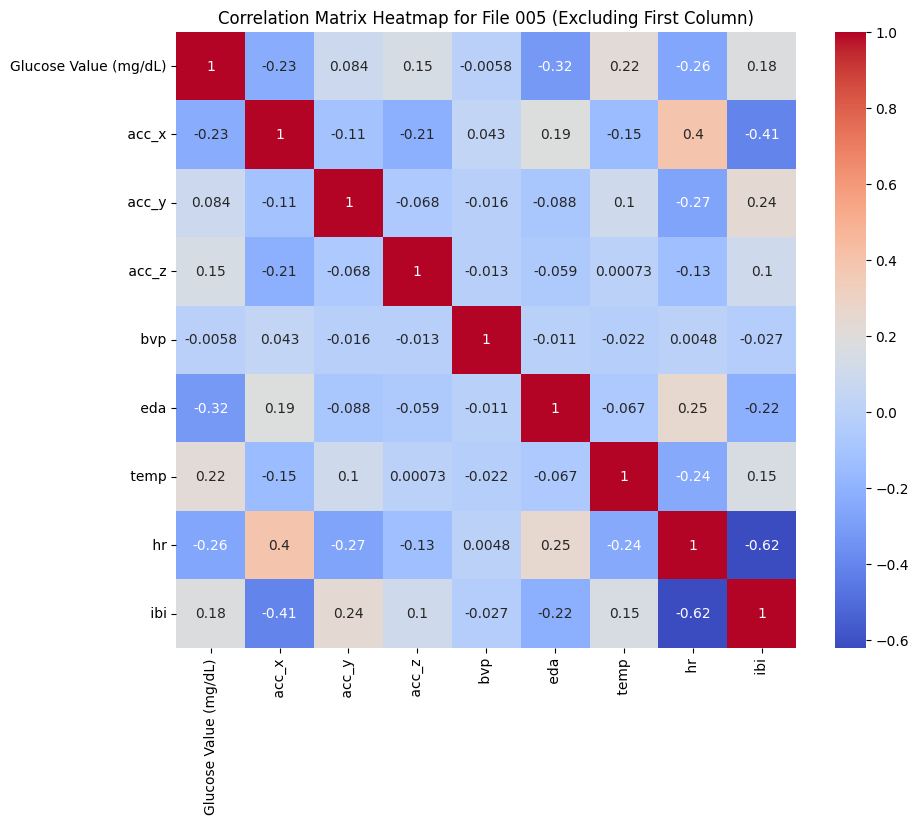 Correlation Matrix Heatmap for File 005 (Excluding First Column)
Glucose Value (mg/dL) 1 -0.23 0.084 0.15 -0.0058 -0.32 0.22 -0.26 0.18
acc_x -0.23 1 -0.11 -0.21 0.043 0.19 -0.15 0.4 -0.41
acc_y 0.084 -0.11 1 -0.068 -0.016 -0.088 0.1 -0.27 0.24
acc_z 0.15 -0.21 -0.068 1 -0.013 -0.059 0.00073 -0.13 0.1
bvp -0.0058 0.043 -0.016 -0.013 1 -0.011 -0.022 0.0048 -0.027
eda -0.32 0.19 -0.088 -0.059 -0.011 1 -0.067 0.25 -0.22
temp 0.22 -0.15 0.1 0.00073 -0.022 -0.067 1 -0.24 0.15
hr -0.26 0.4 -0.27 -0.13 0.0048 0.25 -0.24 1 -0.62
ibi 0.18 -0.41 0.24 0.1 -0.027 -0.22 0.15 -0.62 1
Glucose Value (mg/dL) acc_x acc_y acc_z bvp eda temp hr ibi
1.0
0.8
0.6
0.4
0.2
0.0
−0.2
−0.4
−0.6